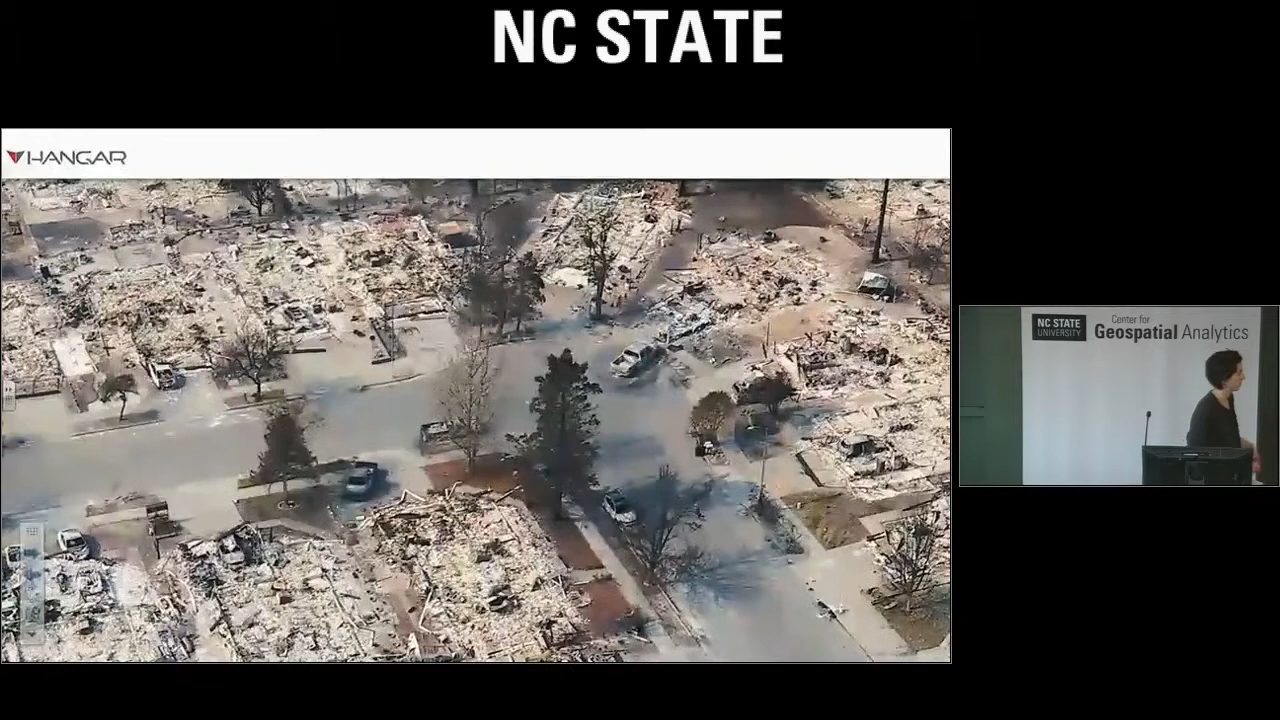 NC STATE
HANGAR
NC STATE
UNIVERSITY
Center for
Geospatial Analytics